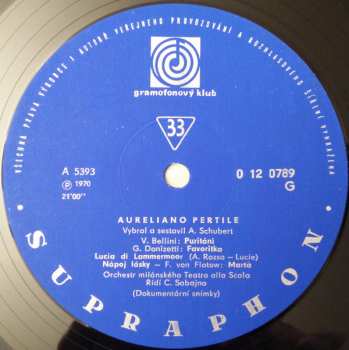 VŠECHNA PRÁVA VÝROBCE I AUTORŮ VEŘEJNÉHO PROVOZOVÁNÍ A ROZHLASOVÉHO ŠÍŘENÍ VYHRAZENA
gramofonový klub
33
A 5393
Ⓟ 1970
21'00"
0 12 0789
G
AURELIANO PERTILE
Vybral a sestavil A. Schubert
V. Bellini: Puritáni
G. Donizetti: Favoritka
Lucia di Lammermoor (A. Rossa – Lucie)
Nápoj lásky – F. von Flotow: Marta
Orchestr milánského Teatro alla Scala
Řídí C. Sabajno
(Dokumentární snímky)
SUPRAPHON